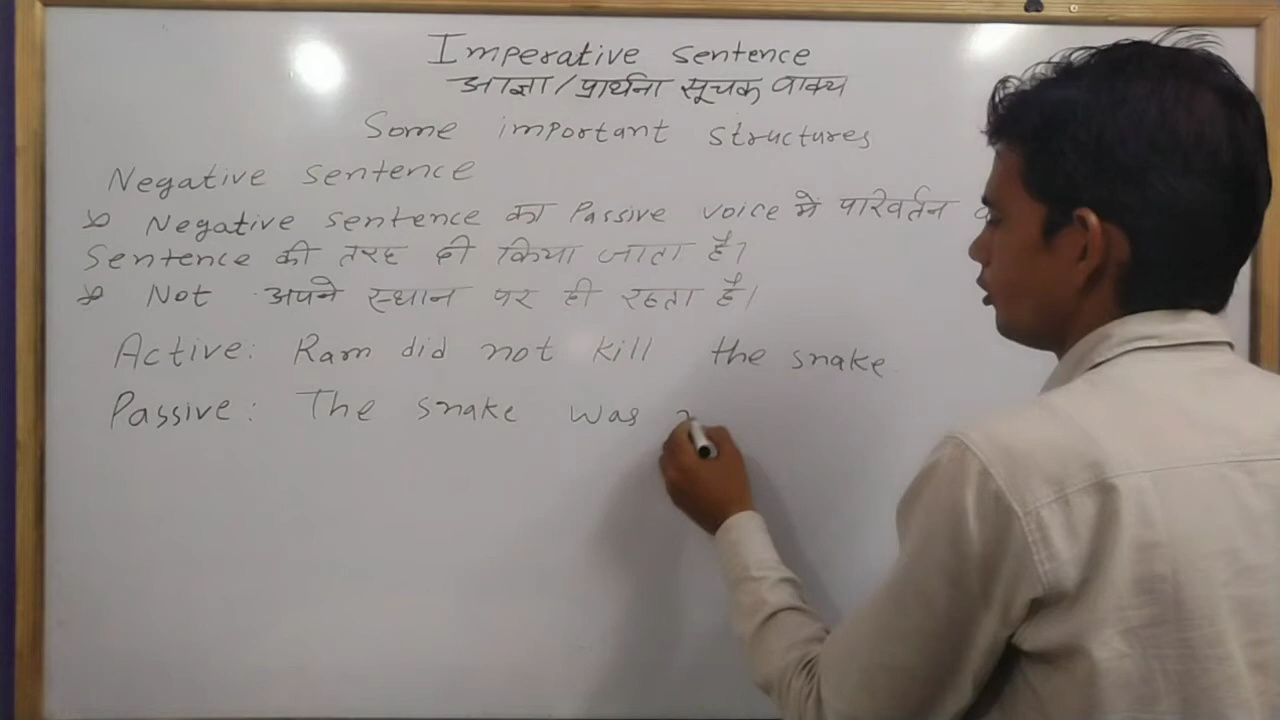 Imperative sentence
आज्ञा/प्रार्थना सूचक वाक्य
Some important structures
Negative sentence
Negative sentence का Passive voice मे परिवर्तन
Sentence की तरह ही किया जाता है।
Not अपने स्थान पर ही रहता है।
Active: Ram did not kill the snake
Passive: The snake was